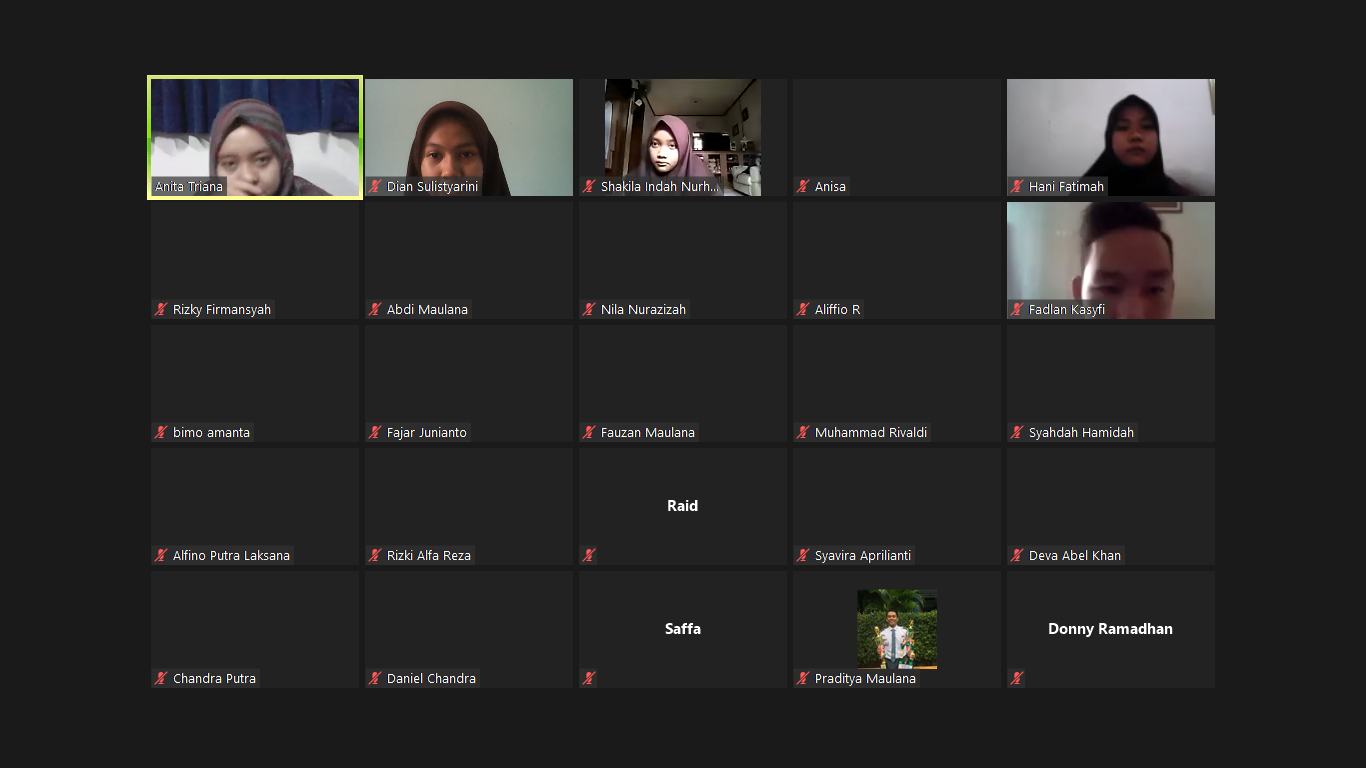 Anita Triana
Dian Sulistyarini
Shakila Indah Nurh...
Anisa
Hani Fatimah
Rizky Firmansyah
Abdi Maulana
Nila Nurazizah
Aliffio R
Fadlan Kasyfi
bimo amanta
Fajar Junianto
Fauzan Maulana
Muhammad Rivaldi
Syahdah Hamidah
Alfino Putra Laksana
Rizki Alfa Reza
Raid
Syavira Aprilianti
Deva Abel Khan
Chandra Putra
Daniel Chandra
Saffa
Praditya Maulana
Donny Ramadhan